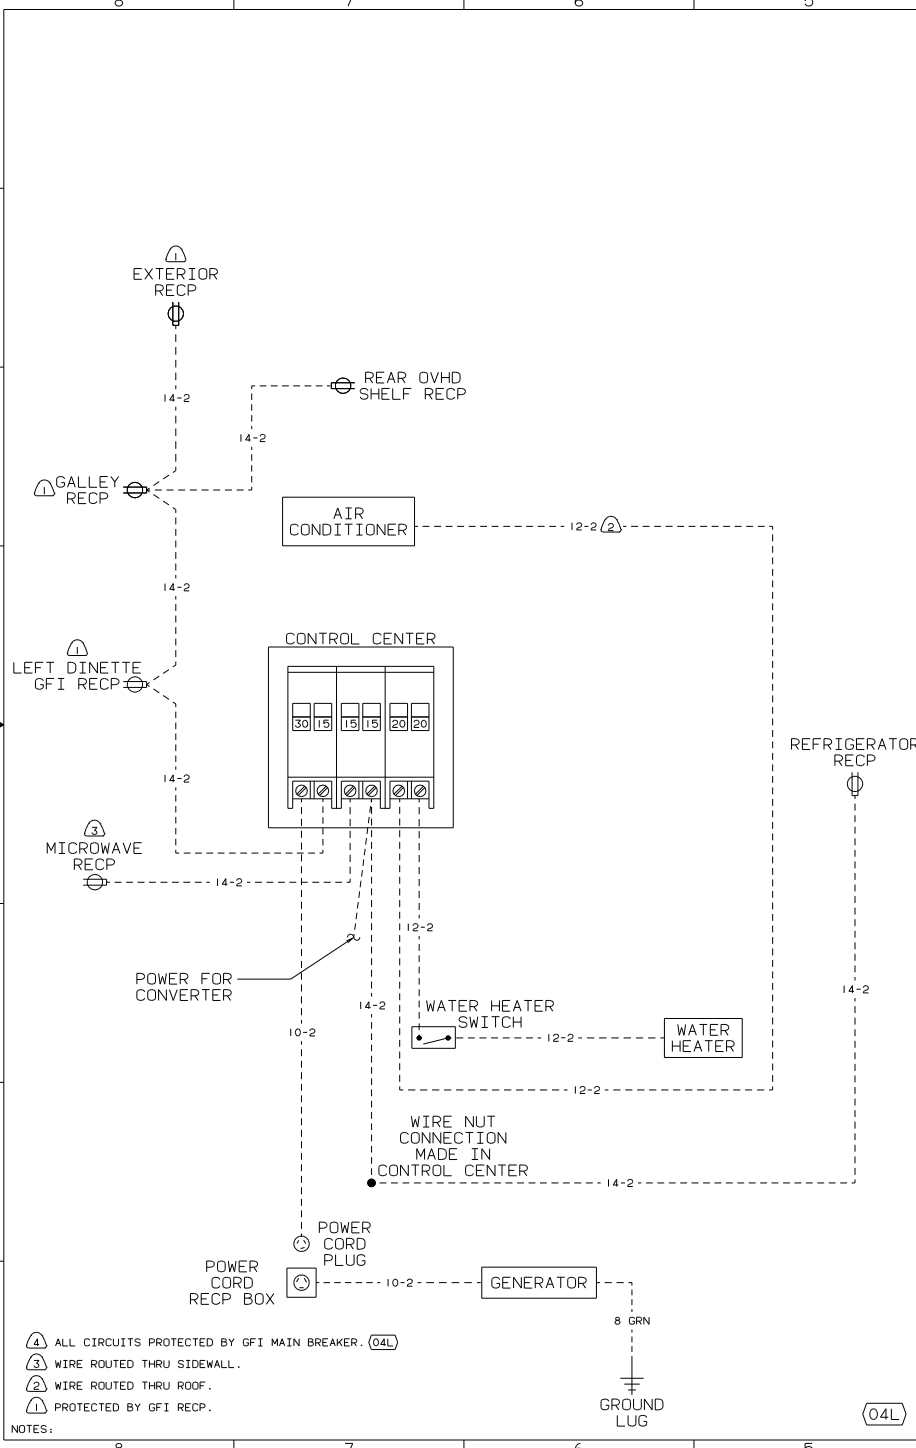 8 7 6 5
1
EXTERIOR
RECP
REAR OVHD
SHELF RECP
14-2
14-2
1
GALLEY
RECP
AIR
CONDITIONER
12-2 2
14-2
CONTROL CENTER
1
LEFT DINETTE
GFI RECP
30 15 15 15 20 20
REFRIGERATOR
RECP
14-2
3
MICROWAVE
RECP
14-2
12-2
POWER FOR
CONVERTER
14-2
14-2
WATER HEATER
SWITCH
10-2
12-2
WATER
HEATER
12-2
WIRE NUT
CONNECTION
MADE IN
CONTROL CENTER
14-2
POWER
CORD
PLUG
POWER
CORD
RECP BOX
10-2
GENERATOR
8 GRN
GROUND
LUG
4 ALL CIRCUITS PROTECTED BY GFI MAIN BREAKER. 04L
3 WIRE ROUTED THRU SIDEWALL.
2 WIRE ROUTED THRU ROOF.
1 PROTECTED BY GFI RECP.
NOTES:
04L
8 7 6 5